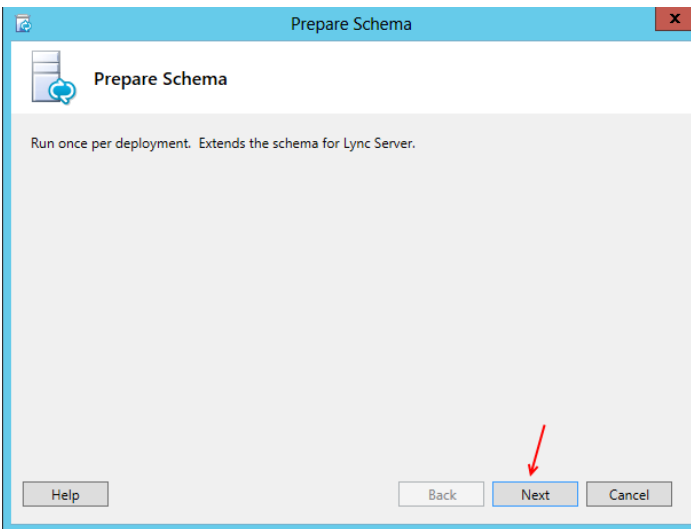 Prepare Schema
x
Prepare Schema
Run once per deployment.  Extends the schema for Lync Server.
Help
Back
Next
Cancel